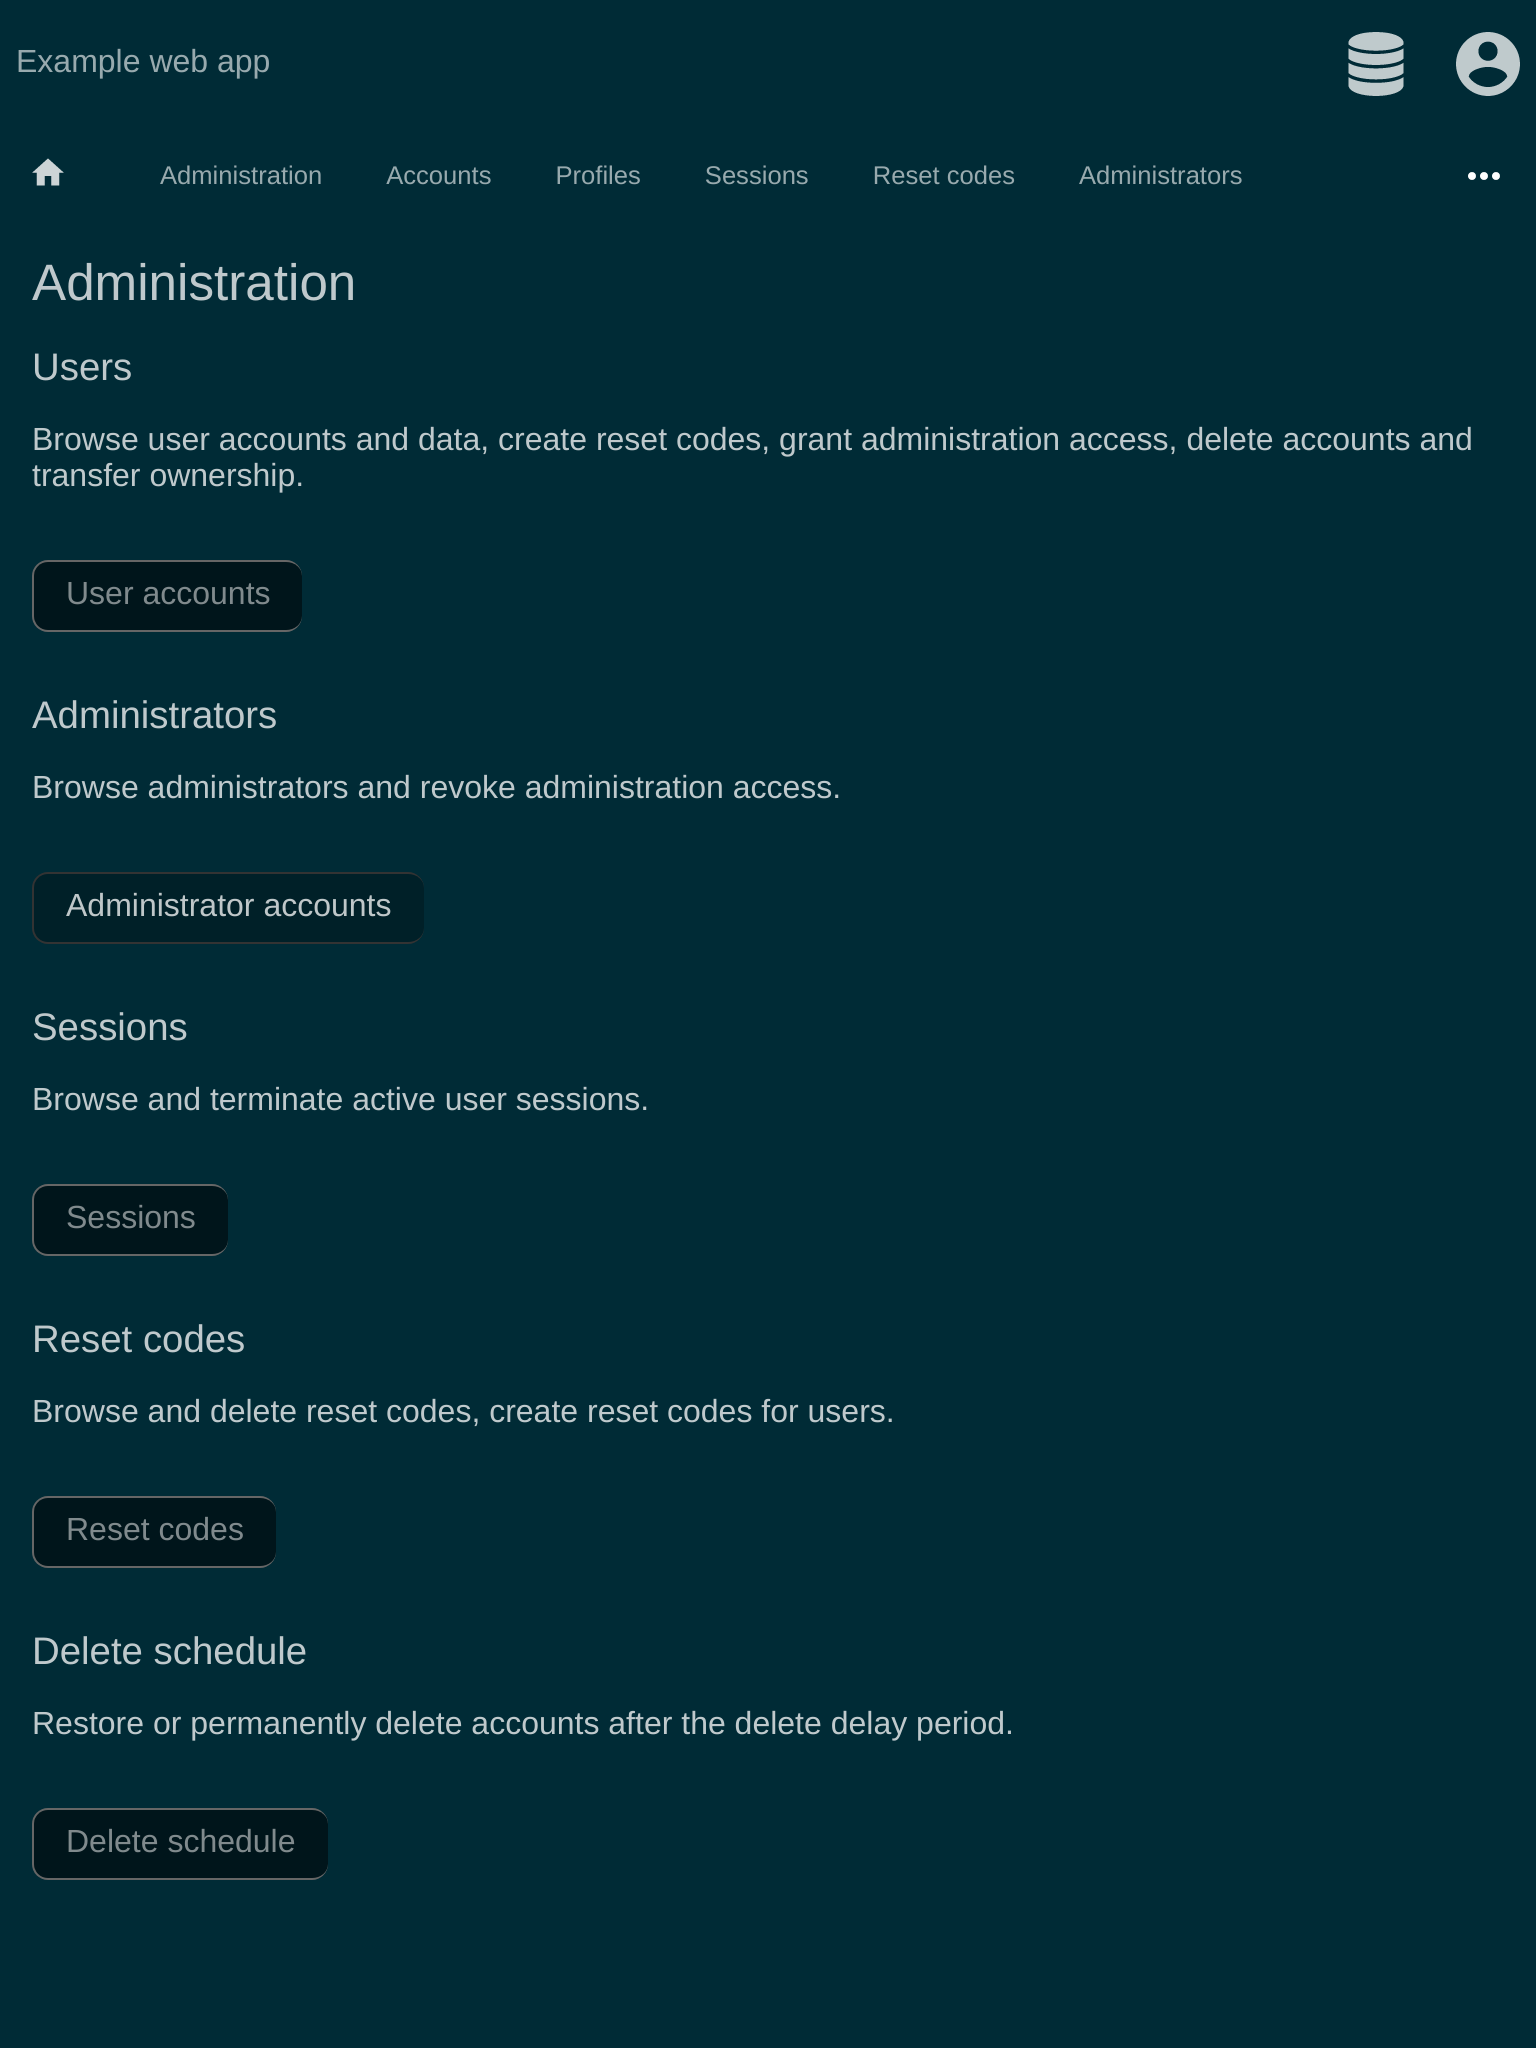 Example web app
Administration Accounts Profiles Sessions Reset codes Administrators
Administration
Users
Browse user accounts and data, create reset codes, grant administration access, delete accounts and
transfer ownership.
User accounts
Administrators
Browse administrators and revoke administration access.
Administrator accounts
Sessions
Browse and terminate active user sessions.
Sessions
Reset codes
Browse and delete reset codes, create reset codes for users.
Reset codes
Delete schedule
Restore or permanently delete accounts after the delete delay period.
Delete schedule